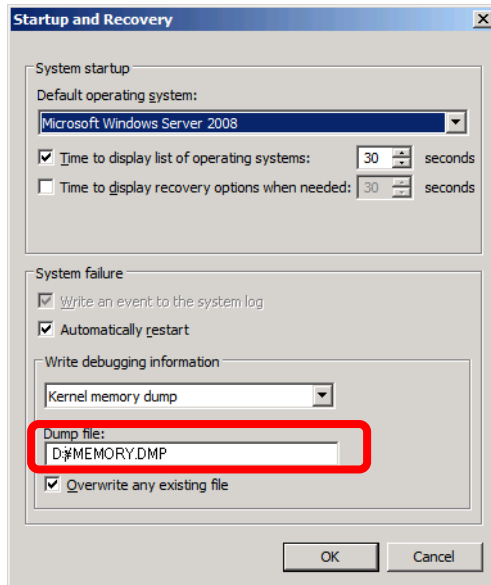 Startup and Recovery
System startup
Default operating system:
Microsoft Windows Server 2008
Time to display list of operating systems: 30 seconds
Time to display recovery options when needed: 30 seconds
System failure
Write an event to the system log
Automatically restart
Write debugging information
Kernel memory dump
Dump file:
D:¥MEMORY.DMP
Overwrite any existing file
OK Cancel